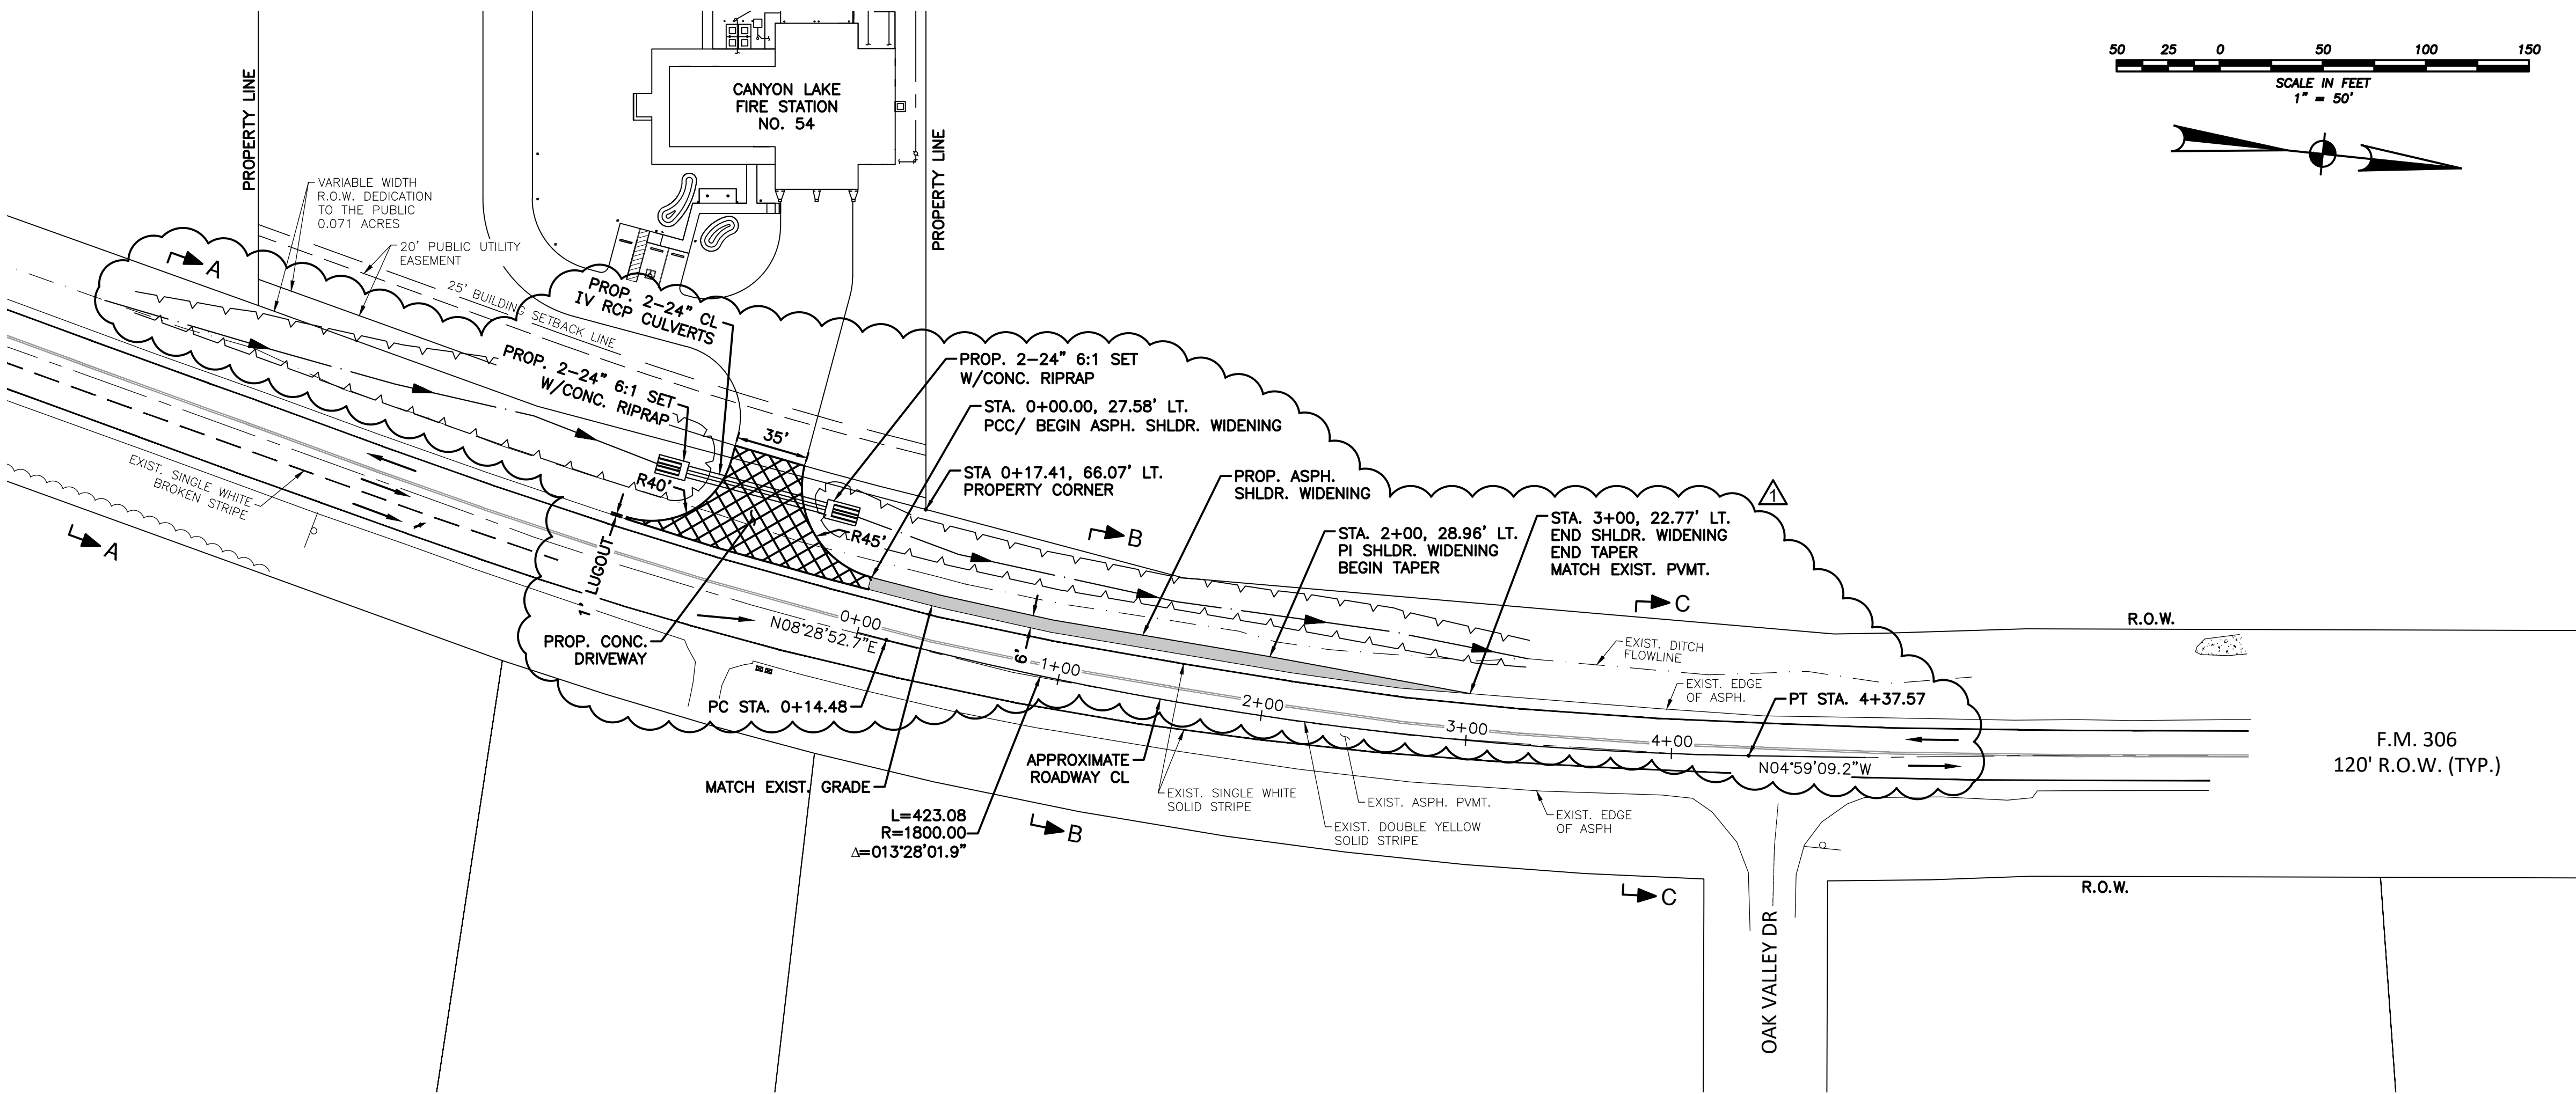 50 25 0 50 100 150
SCALE IN FEET
1" = 50'
CANYON LAKE
FIRE STATION
NO. 54
PROPERTY LINE
PROPERTY LINE
VARIABLE WIDTH
R.O.W. DEDICATION
TO THE PUBLIC
0.071 ACRES
20' PUBLIC UTILITY
EASEMENT
25' BUILDING SETBACK LINE
A
PROP. 2-24" CL
IV RCP CULVERTS
PROP. 2-24" 6:1 SET
W/CONC. RIPRAP
PROP. 2-24" 6:1 SET
W/CONC. RIPRAP
STA. 0+00.00, 27.58' LT.
PCC/ BEGIN ASPH. SHLDR. WIDENING
STA 0+17.41, 66.07' LT.
PROPERTY CORNER
35'
R40'
R45'
EXIST. SINGLE WHITE
BROKEN STRIPE
A
1' LUGOUT
PROP. CONC.
DRIVEWAY
B
PROP. ASPH.
SHLDR. WIDENING
STA. 2+00, 28.96' LT.
PI SHLDR. WIDENING
BEGIN TAPER
STA. 3+00, 22.77' LT.
END SHLDR. WIDENING
END TAPER
MATCH EXIST. PVMT.
1
C
R.O.W.
EXIST. DITCH
FLOWLINE
EXIST. EDGE
OF ASPH.
PT STA. 4+37.57
0+00
N08°28'52.7"E
6'
1+00
2+00
3+00
4+00
N04°59'09.2"W
PC STA. 0+14.48
F.M. 306
120' R.O.W. (TYP.)
MATCH EXIST. GRADE
APPROXIMATE
ROADWAY CL
L=423.08
R=1800.00
Δ=013°28'01.9"
EXIST. SINGLE WHITE
SOLID STRIPE
EXIST. ASPH. PVMT.
EXIST. DOUBLE YELLOW
SOLID STRIPE
EXIST. EDGE
OF ASPH
B
C
R.O.W.
OAK VALLEY DR